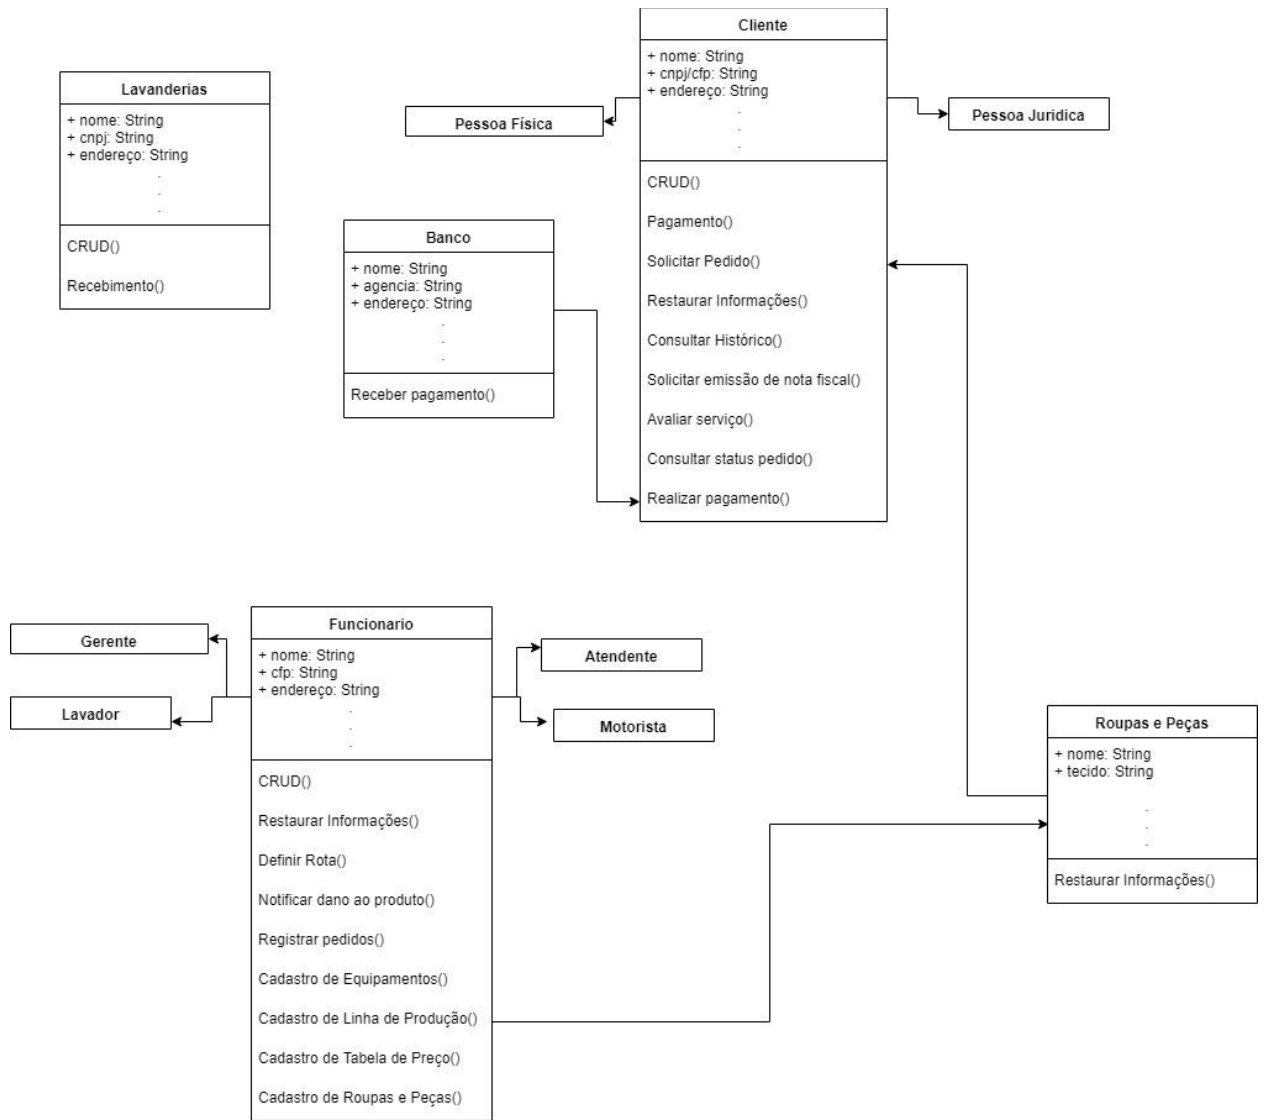 Cliente
+ nome: String
+ cnpj/cfp: String
+ endereço: String
.
.
.
CRUD()
Pagamento()
Solicitar Pedido()
Restaurar Informações()
Consultar Histórico()
Solicitar emissão de nota fiscal()
Avaliar serviço()
Consultar status pedido()
Realizar pagamento()
Lavanderias
+ nome: String
+ cnpj: String
+ endereço: String
.
.
.
CRUD()
Recebimento()
Pessoa Física
Pessoa Juridica
Banco
+ nome: String
+ agencia: String
+ endereço: String
.
.
.
Receber pagamento()
Funcionario
+ nome: String
+ cfp: String
+ endereço: String
.
.
.
CRUD()
Restaurar Informações()
Definir Rota()
Notificar dano ao produto()
Registrar pedidos()
Cadastro de Equipamentos()
Cadastro de Linha de Produção()
Cadastro de Tabela de Preço()
Cadastro de Roupas e Peças()
Gerente
Lavador
Atendente
Motorista
Roupas e Peças
+ nome: String
+ tecido: String
.
.
.
Restaurar Informações()